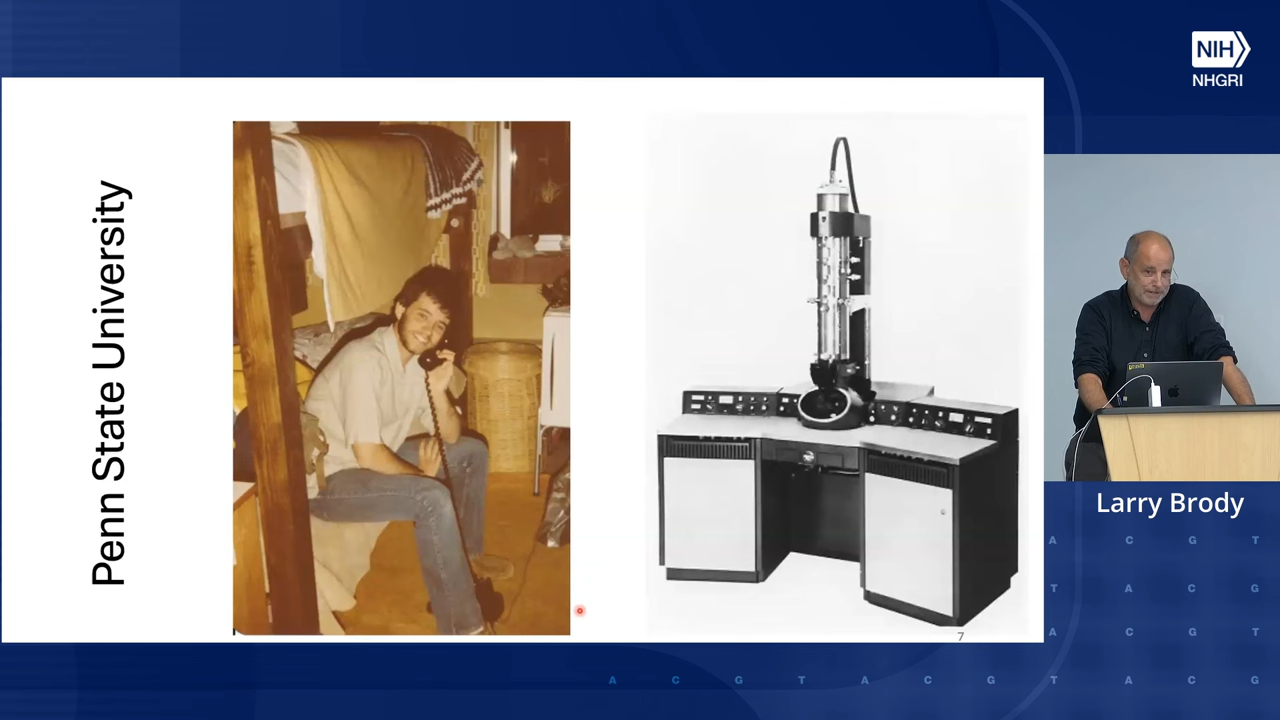 NIH
NHGRI
Penn State University
7
Larry Brody
A C G T
T A C G
A C G T
A C G T A C G T A C G